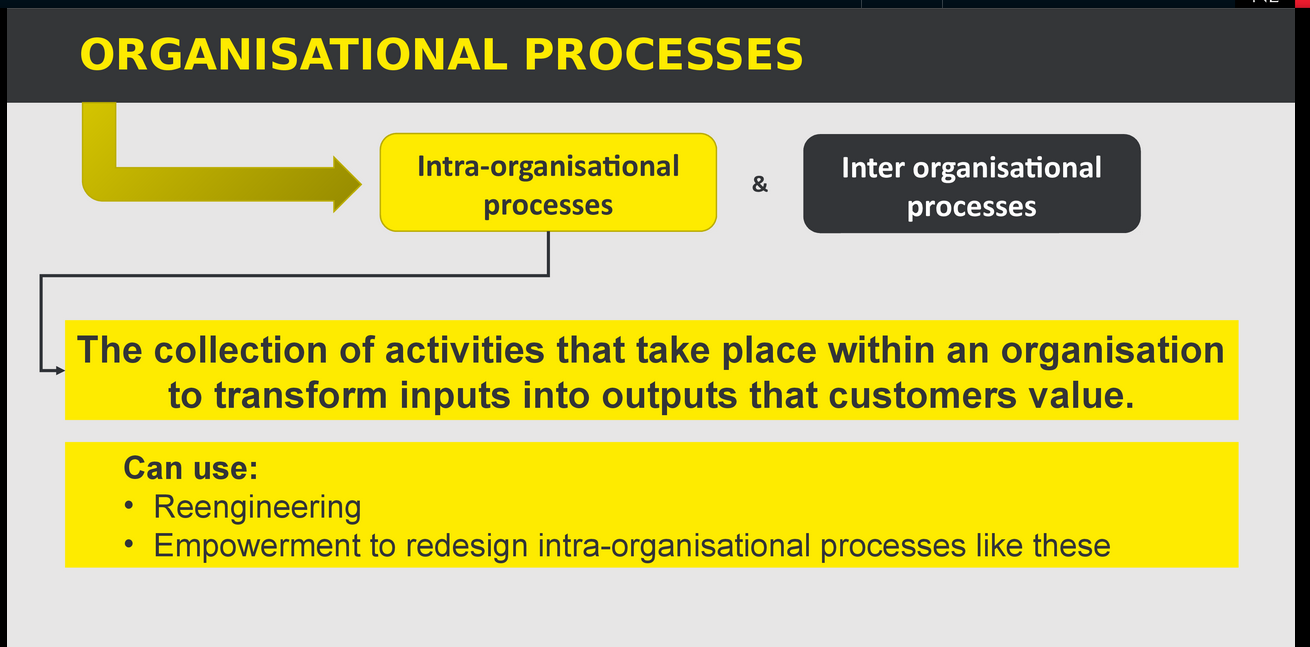 ORGANISATIONAL PROCESSES
Intra-organisational
processes
&
Inter organisational
processes
The collection of activities that take place within an organisation
to transform inputs into outputs that customers value.
Can use:
• Reengineering
• Empowerment to redesign intra-organisational processes like these